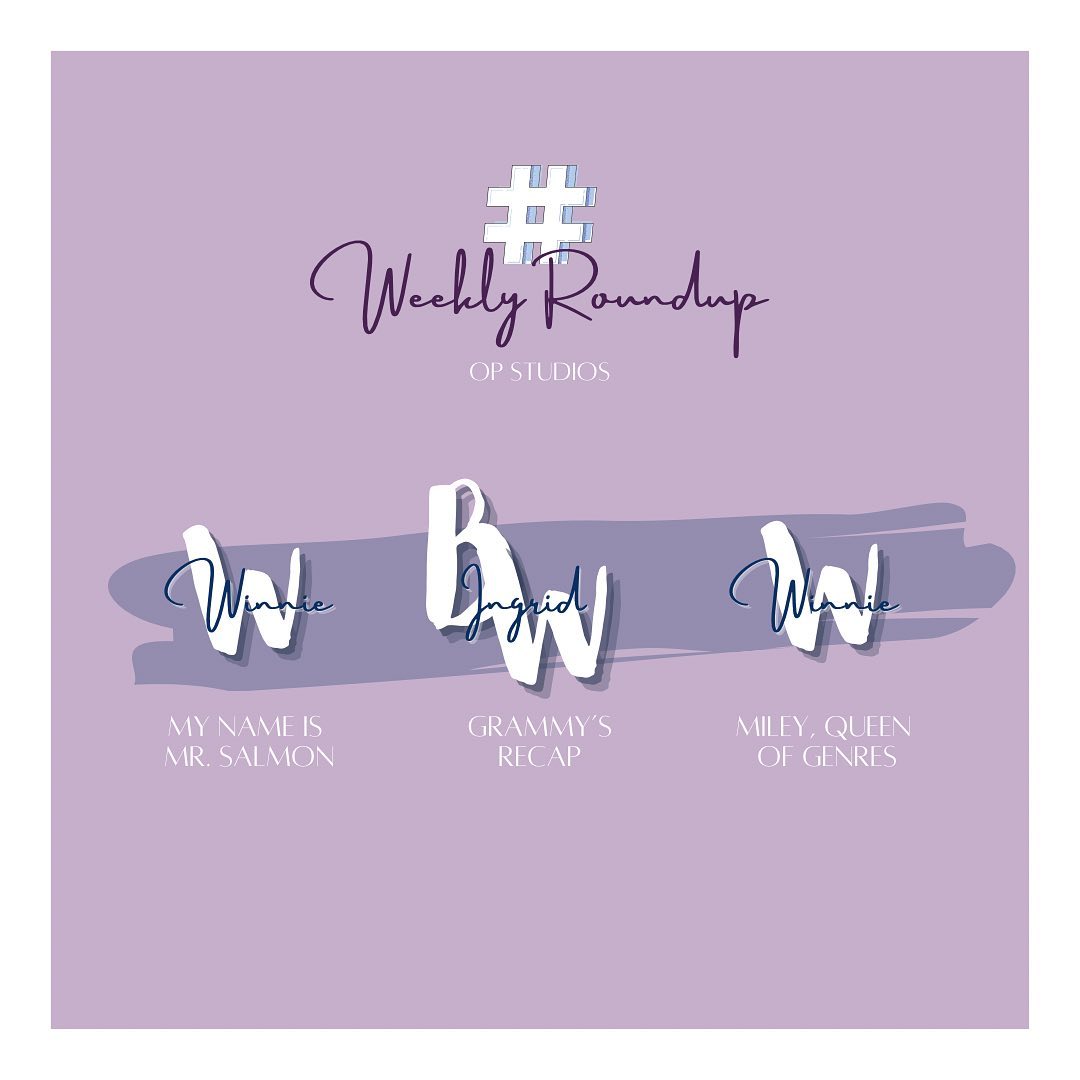 #
Weekly Roundup
OP STUDIOS
W
Winnie
BW
Ingrid
W
Winnie
MY NAME IS
MR. SALMON
GRAMMY'S
RECAP
MILEY, QUEEN
OF GENRES